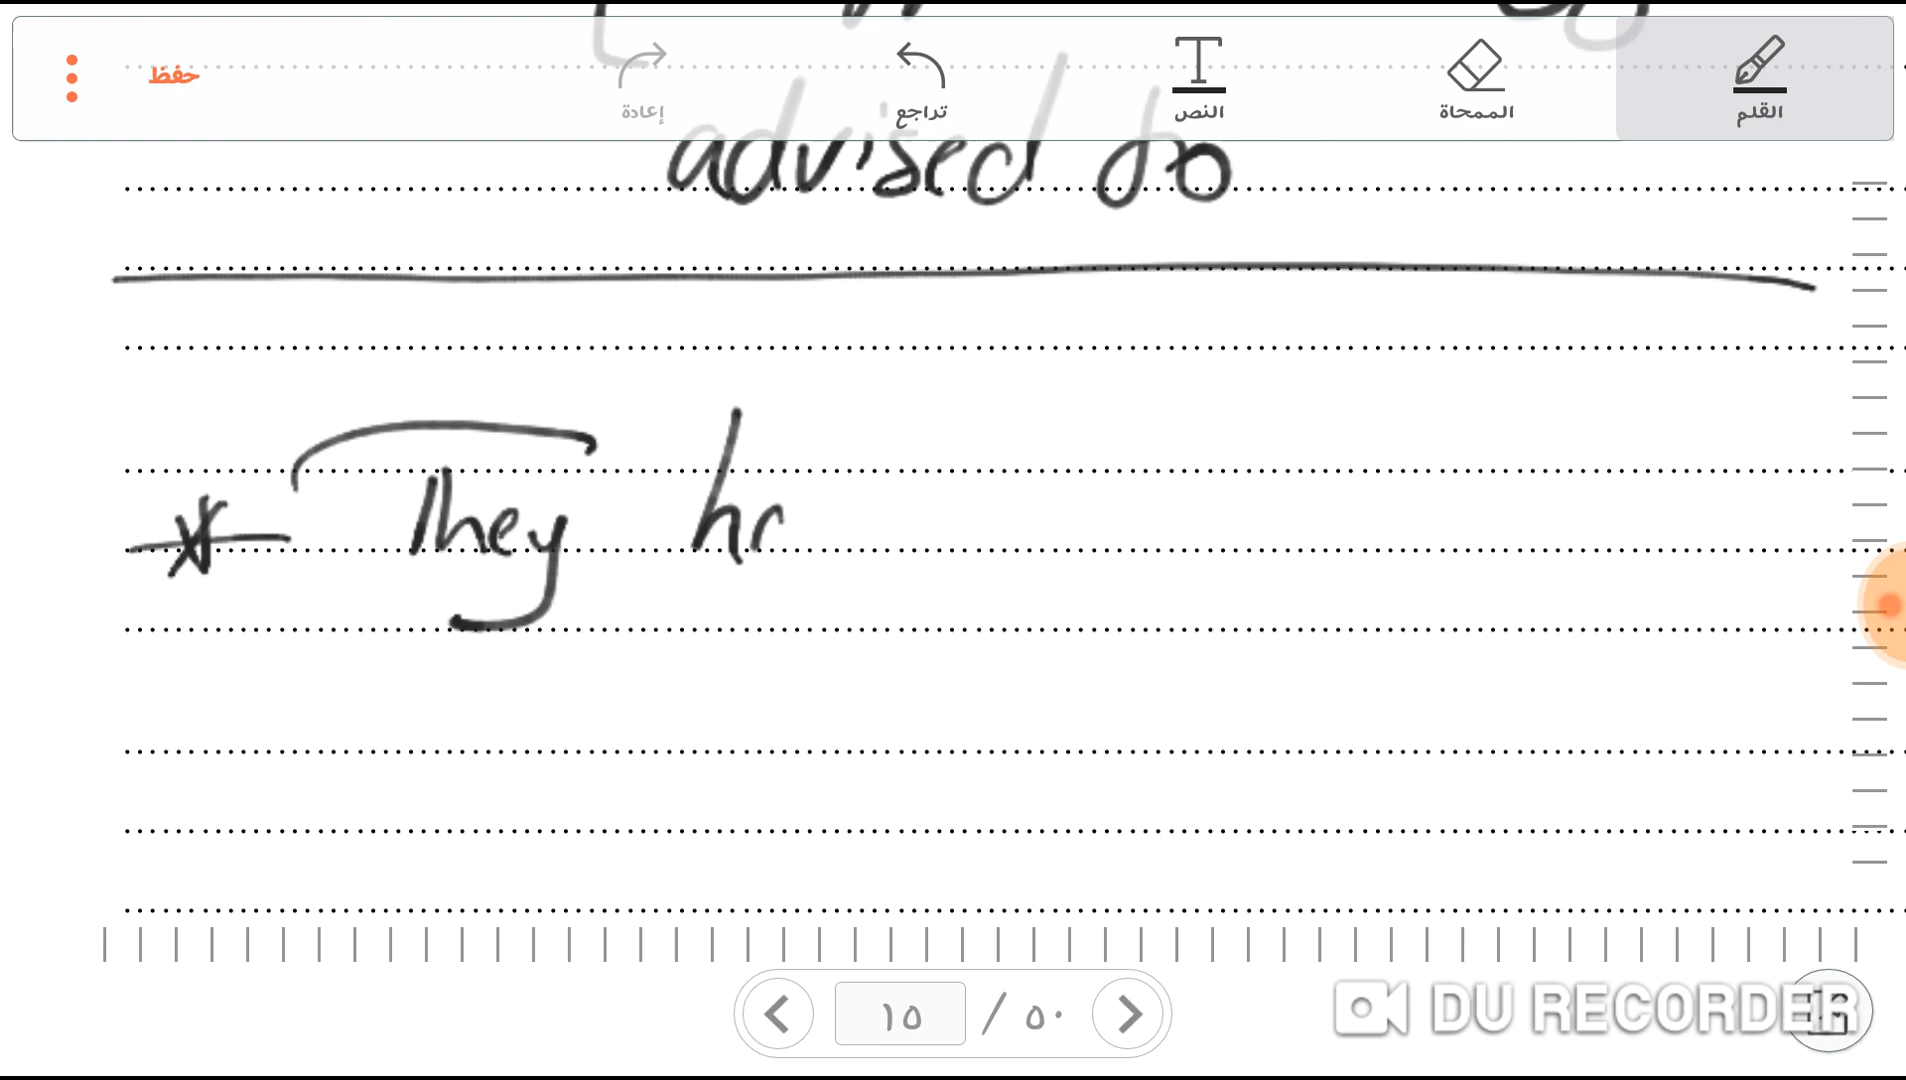 حفظ
إعادة
تراجع
النص
الممحاة
القلم
advised to
They
١٥ / ٥٠
DU RECORDER